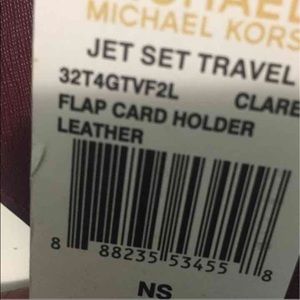 MICHAEL KORS
JET SET TRAVEL
32T4GTVF2L CLARE
FLAP CARD HOLDER
LEATHER
8 88235 53455 8
NS